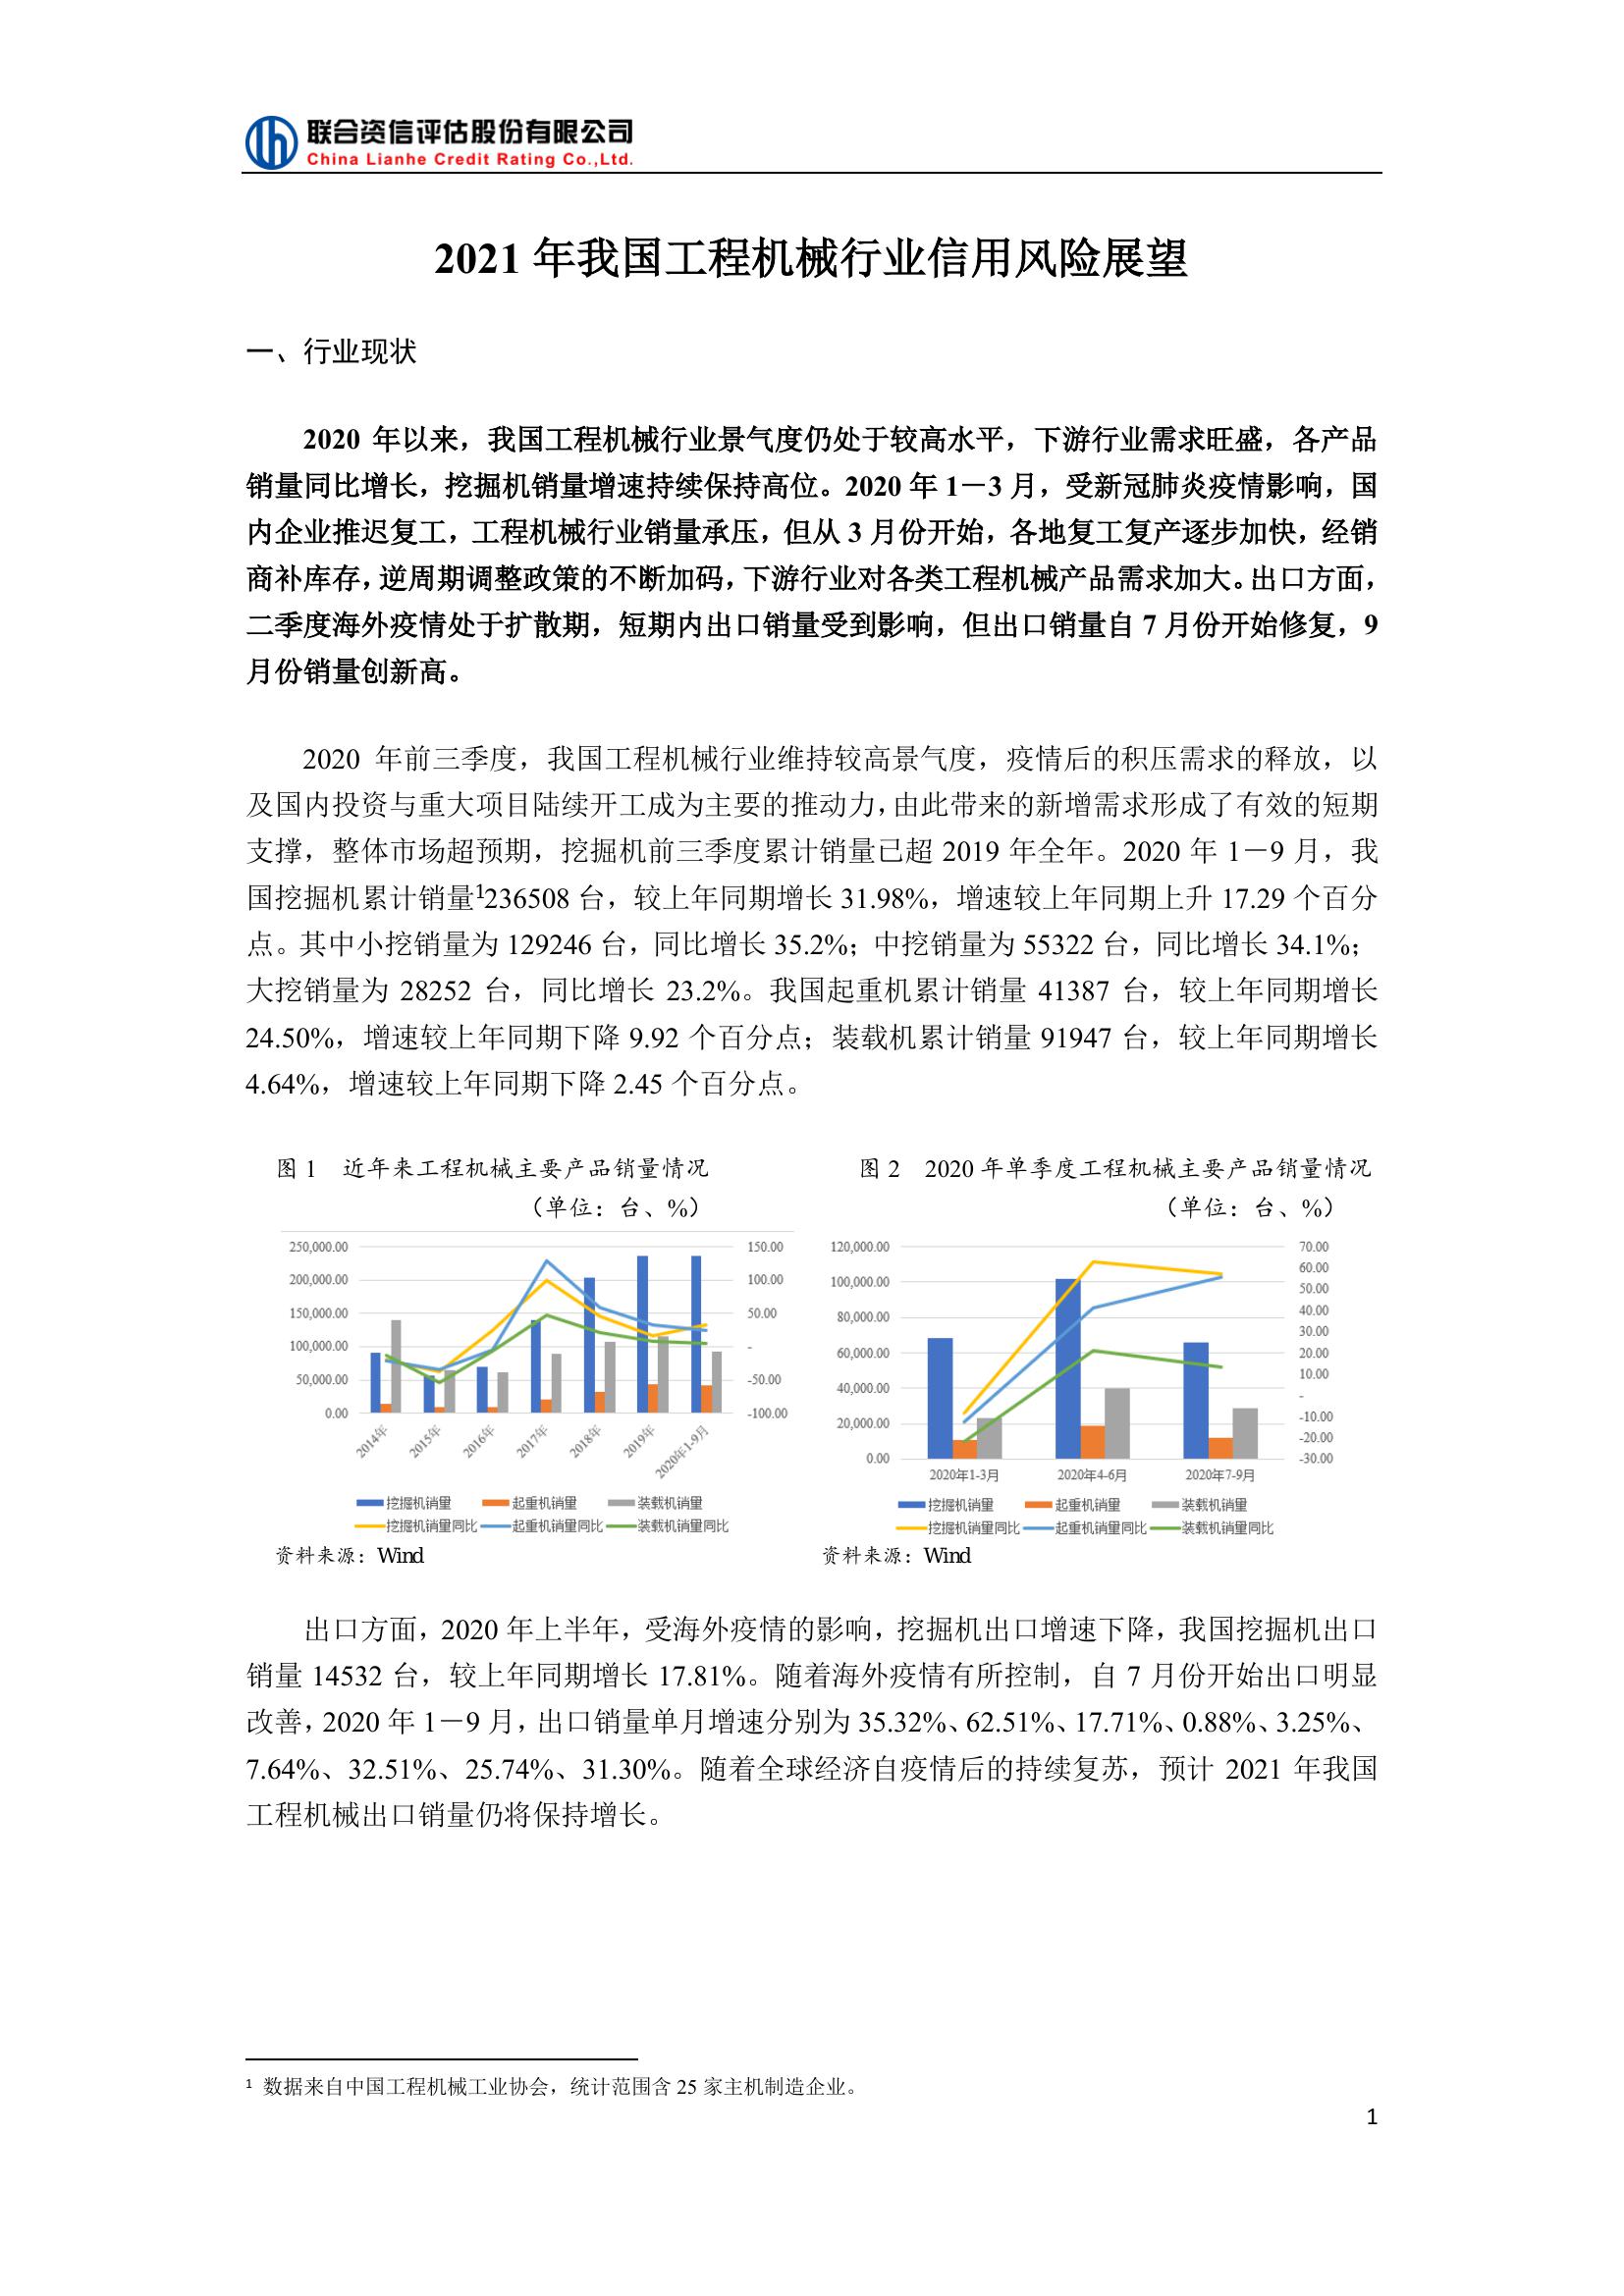 联合资信评估股份有限公司
China Lianhe Credit Rating Co.,Ltd.
2021 年我国工程机械行业信用风险展望
一、行业现状
2020 年以来，我国工程机械行业景气度仍处于较高水平，下游行业需求旺盛，各产品
销量同比增长，挖掘机销量增速持续保持高位。2020 年 1－3 月，受新冠肺炎疫情影响，国
内企业推迟复工，工程机械行业销量承压，但从 3 月份开始，各地复工复产逐步加快，经销
商补库存，逆周期调整政策的不断加码，下游行业对各类工程机械产品需求加大。出口方面，
二季度海外疫情处于扩散期，短期内出口销量受到影响，但出口销量自 7 月份开始修复，9
月份销量创新高。
2020 年前三季度，我国工程机械行业维持较高景气度，疫情后的积压需求的释放，以
及国内投资与重大项目陆续开工成为主要的推动力，由此带来的新增需求形成了有效的短期
支撑，整体市场超预期，挖掘机前三季度累计销量已超 2019 年全年。2020 年 1－9 月，我
国挖掘机累计销量1236508 台，较上年同期增长 31.98%，增速较上年同期上升 17.29 个百分
点。其中小挖销量为 129246 台，同比增长 35.2%；中挖销量为 55322 台，同比增长 34.1%；
大挖销量为 28252 台，同比增长 23.2%。我国起重机累计销量 41387 台，较上年同期增长
24.50%，增速较上年同期下降 9.92 个百分点；装载机累计销量 91947 台，较上年同期增长
4.64%，增速较上年同期下降 2.45 个百分点。
图 1 近年来工程机械主要产品销量情况
（单位：台、%）
250,000.00 150.00
200,000.00 100.00
150,000.00 50.00
100,000.00 -
50,000.00 -50.00
0.00 -100.00
2014年 2015年 2016年 2017年 2018年 2019年 2020年1-9月
挖掘机销量 起重机销量 装载机销量
挖掘机销量同比 起重机销量同比 装载机销量同比
资料来源：Wind
图 2 2020 年单季度工程机械主要产品销量情况
（单位：台、%）
120,000.00
100,000.00
80,000.00
60,000.00
40,000.00
20,000.00
0.00
70.00
60.00
50.00
40.00
30.00
20.00
10.00
-
-10.00
-20.00
-30.00
2020年1-3月 2020年4-6月 2020年7-9月
挖掘机销量 起重机销量 装载机销量
挖掘机销量同比 起重机销量同比 装载机销量同比
资料来源：Wind
出口方面，2020 年上半年，受海外疫情的影响，挖掘机出口增速下降，我国挖掘机出口
销量 14532 台，较上年同期增长 17.81%。随着海外疫情有所控制，自 7 月份开始出口明显
改善，2020 年 1－9 月，出口销量单月增速分别为 35.32%、62.51%、17.71%、0.88%、3.25%、
7.64%、32.51%、25.74%、31.30%。随着全球经济自疫情后的持续复苏，预计 2021 年我国
工程机械出口销量仍将保持增长。
1 数据来自中国工程机械工业协会，统计范围含 25 家主机制造企业。
1